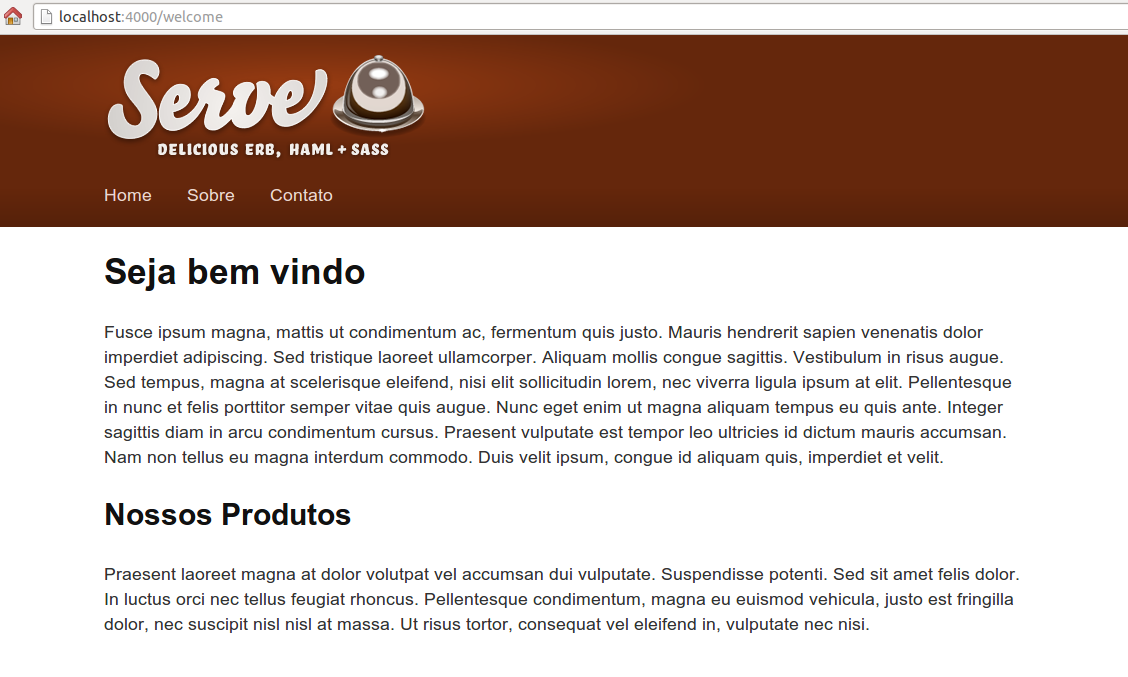 localhost:4000/welcome
Serve
DELICIOUS ERB, HAML + SASS
Home Sobre Contato
Seja bem vindo
Fusce ipsum magna, mattis ut condimentum ac, fermentum quis justo. Mauris hendrerit sapien venenatis dolor
imperdiet adipiscing. Sed tristique laoreet ullamcorper. Aliquam mollis congue sagittis. Vestibulum in risus augue.
Sed tempus, magna at scelerisque eleifend, nisi elit sollicitudin lorem, nec viverra ligula ipsum at elit. Pellentesque
in nunc et felis porttitor semper vitae quis augue. Nunc eget enim ut magna aliquam tempus eu quis ante. Integer
sagittis diam in arcu condimentum cursus. Praesent vulputate est tempor leo ultricies id dictum mauris accumsan.
Nam non tellus eu magna interdum commodo. Duis velit ipsum, congue id aliquam quis, imperdiet et velit.
Nossos Produtos
Praesent laoreet magna at dolor volutpat vel accumsan dui vulputate. Suspendisse potenti. Sed sit amet felis dolor.
In luctus orci nec tellus feugiat rhoncus. Pellentesque condimentum, magna eu euismod vehicula, justo est fringilla
dolor, nec suscipit nisl nisl at massa. Ut risus tortor, consequat vel eleifend in, vulputate nec nisi.